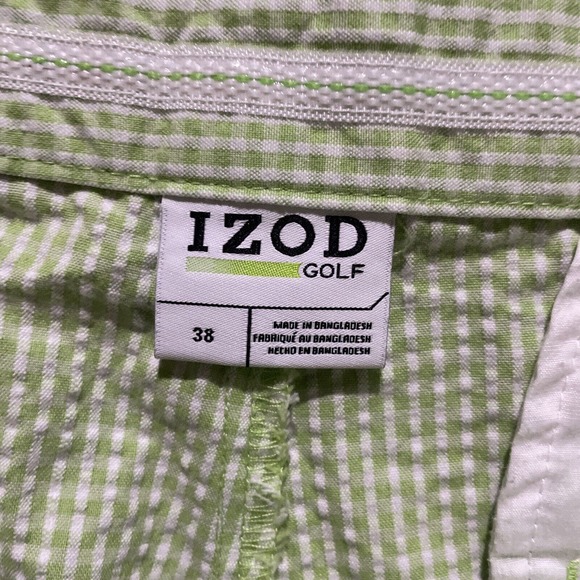 IZOD
GOLF
38
MADE IN BANGLADESH
FABRIQUÉ AU BANGLADESH
HECHO EN BANGLADESH